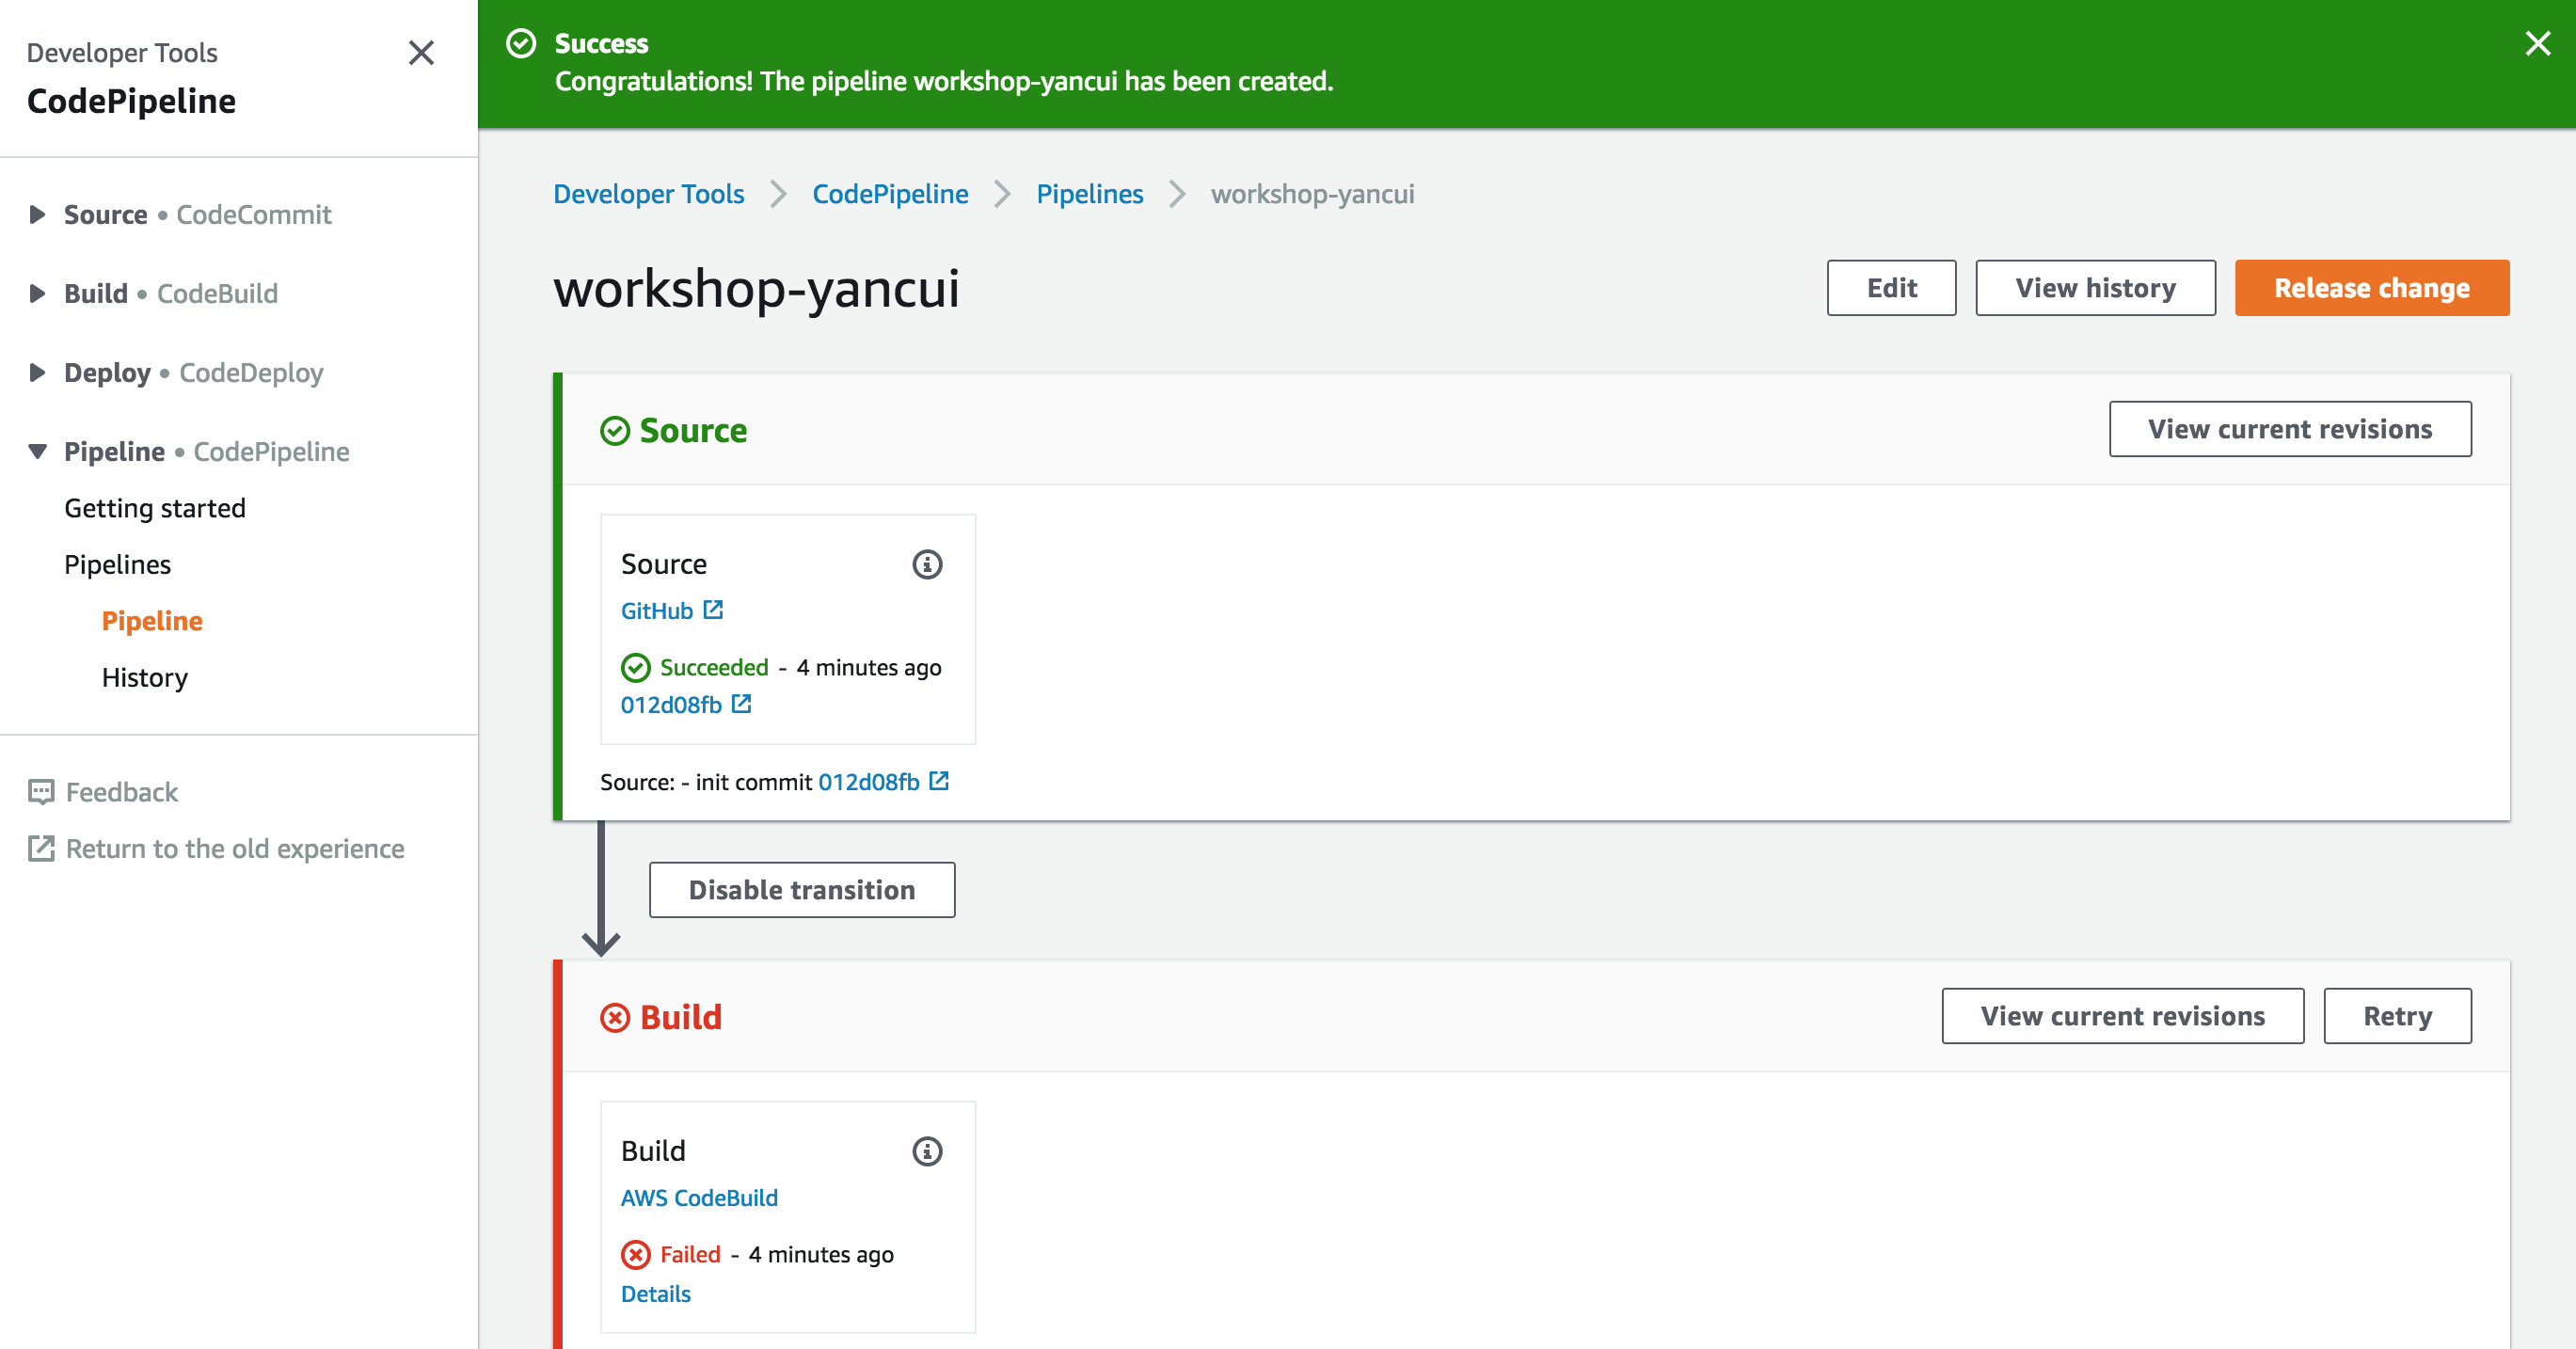 Developer Tools
CodePipeline
Source • CodeCommit
Build • CodeBuild
Deploy • CodeDeploy
Pipeline • CodePipeline
Getting started
Pipelines
Pipeline
History
Feedback
Return to the old experience
Success
Congratulations! The pipeline workshop-yancui has been created.
Developer Tools > CodePipeline > Pipelines > workshop-yancui
workshop-yancui
Edit
View history
Release change
Source
View current revisions
Source
GitHub
Succeeded - 4 minutes ago
012d08fb
Source: - init commit 012d08fb
Disable transition
Build
View current revisions
Retry
Build
AWS CodeBuild
Failed - 4 minutes ago
Details